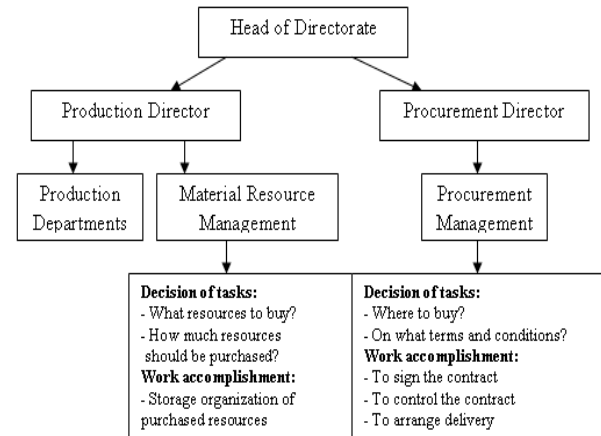 Head of Directorate
Production Director
Procurement Director
Production
Departments
Material Resource
Management
Procurement
Management
Decision of tasks:
- What resources to buy?
- How much resources
should be purchased?
Work accomplishment:
- Storage organization of
purchased resources
Decision of tasks:
- Where to buy?
- On what terms and conditions?
Work accomplishment:
- To sign the contract
- To control the contract
- To arrange delivery